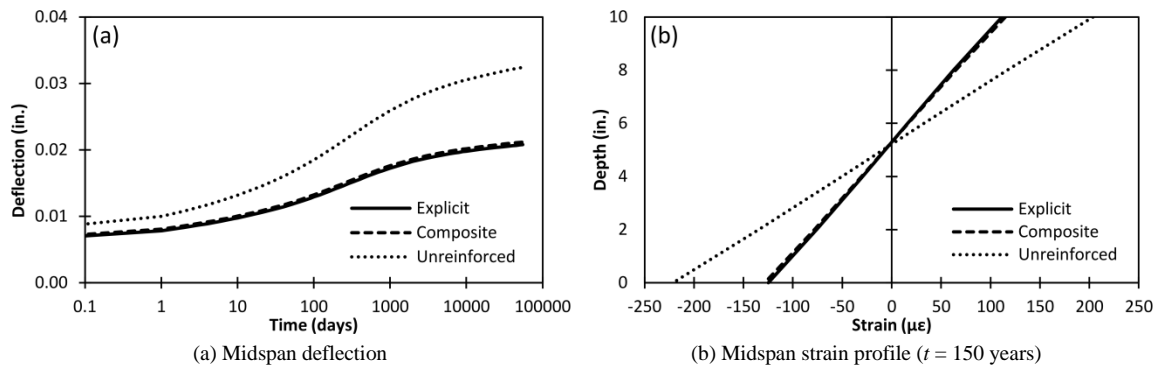 (a)
Deflection (in.)
0.04
0.03
0.02
0.01
0.00
Explicit
Composite
Unreinforced
0.1 1 10 100 1000 10000 100000
Time (days)
(a) Midspan deflection
(b)
Depth (in.)
10
8
6
4
2
0
Explicit
Composite
Unreinforced
-250 -200 -150 -100 -50 0 50 100 150 200 250
Strain (με)
(b) Midspan strain profile (t = 150 years)